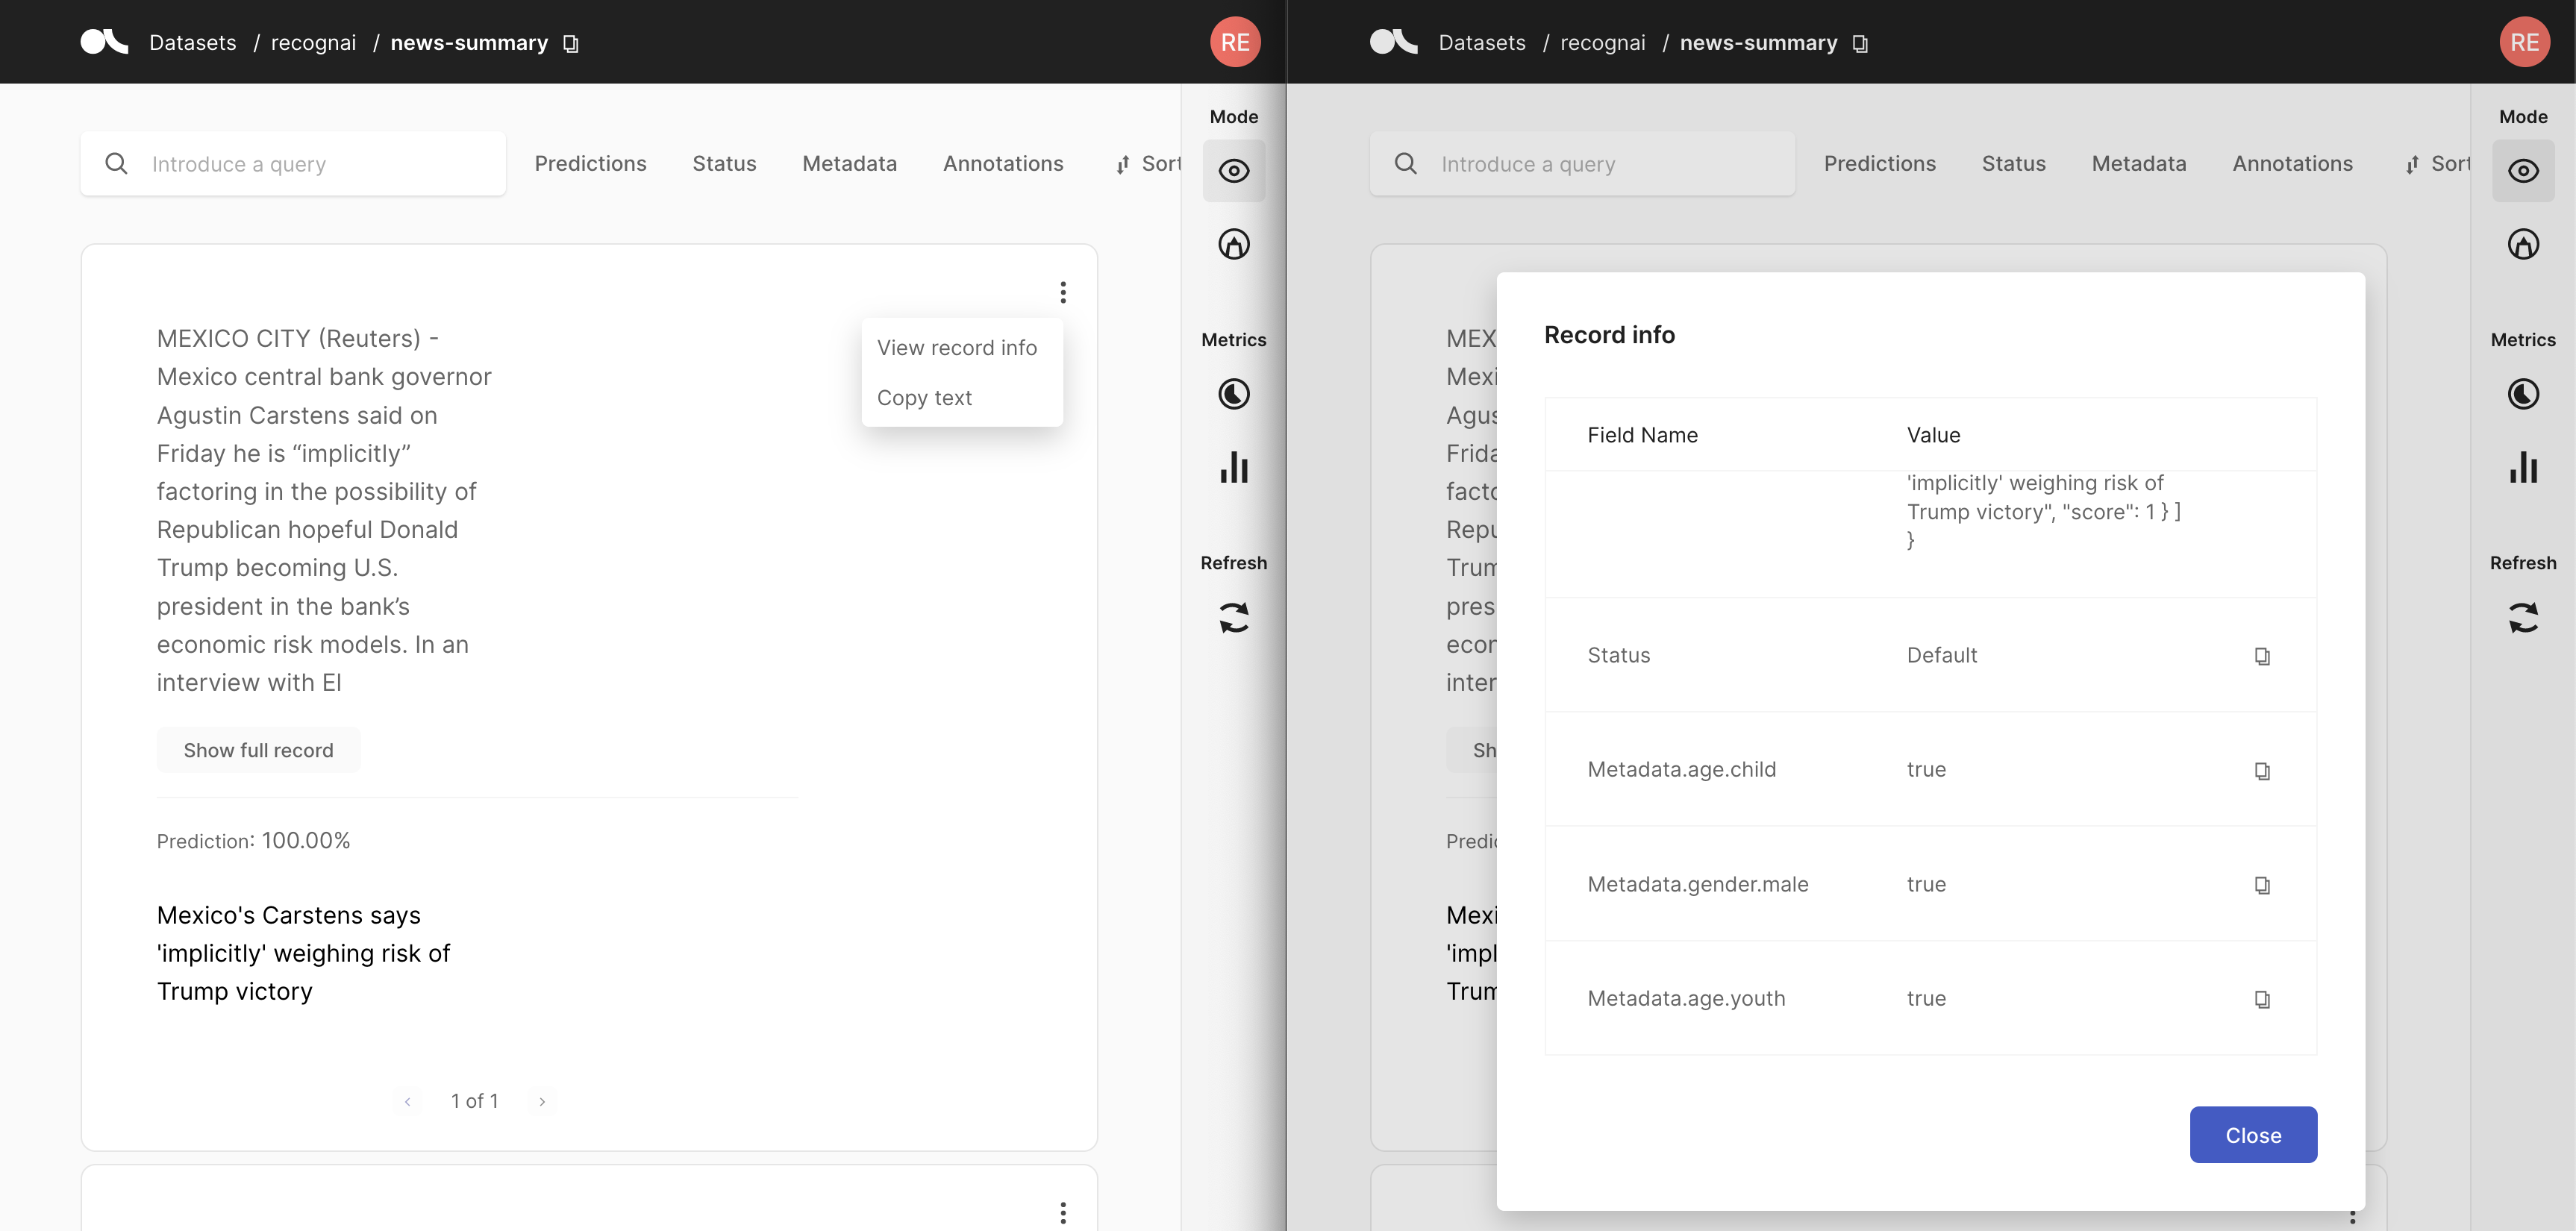 Datasets / recognai / news-summary
RE
Introduce a query
Predictions
Status
Metadata
Annotations
Sort
Mode
Metrics
Refresh
View record info
Copy text
MEXICO CITY (Reuters) -
Mexico central bank governor
Agustin Carstens said on
Friday he is “implicitly”
factoring in the possibility of
Republican hopeful Donald
Trump becoming U.S.
president in the bank’s
economic risk models. In an
interview with El
Show full record
Prediction: 100.00%
Mexico's Carstens says
'implicitly' weighing risk of
Trump victory
1 of 1
Datasets / recognai / news-summary
RE
Introduce a query
Predictions
Status
Metadata
Annotations
Sort
Mode
Metrics
Refresh
MEX
Mexi
Agus
Frida
facto
Repu
Trum
pres
econ
inter
Sh
Predic
Mexi
'impl
Trum
Record info
Field Name Value
'implicitly' weighing risk of
Trump victory", "score": 1 } ]
}
Status Default
Metadata.age.child true
Metadata.gender.male true
Metadata.age.youth true
Close